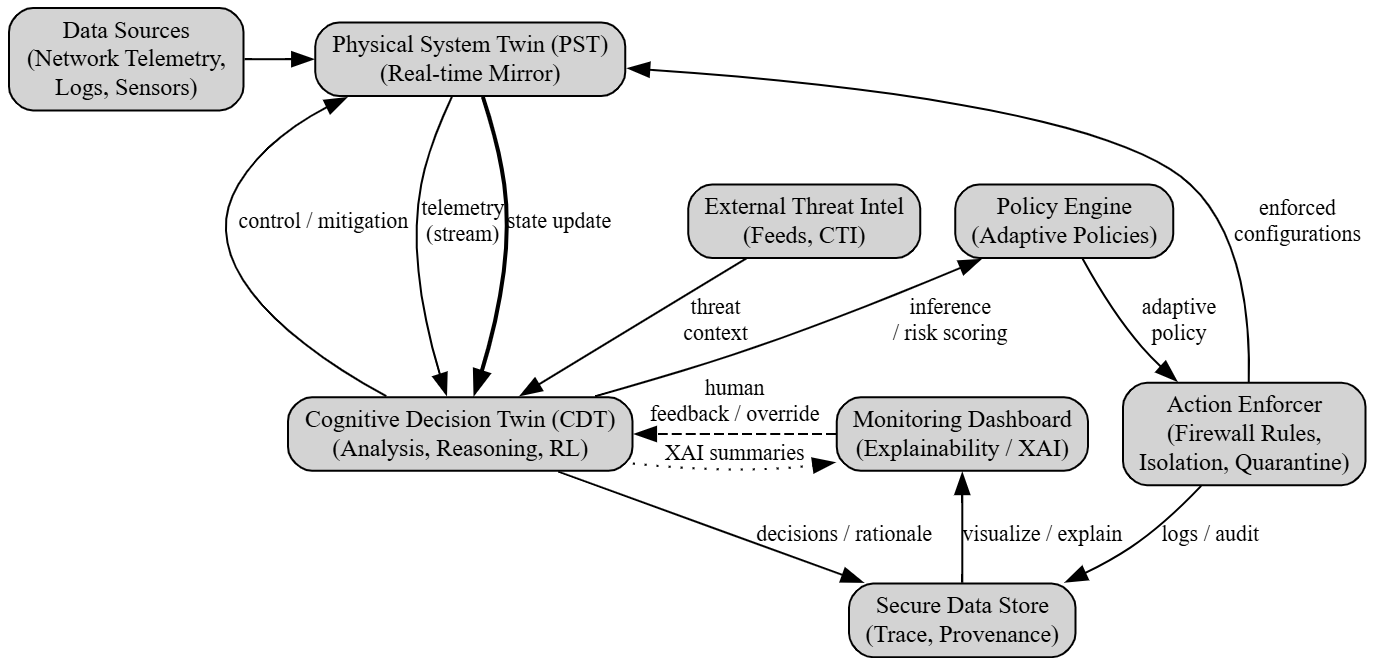 Data Sources
(Network Telemetry,
Logs, Sensors)
Physical System Twin (PST)
(Real-time Mirror)
control / mitigation
telemetry
(stream)
state update
External Threat Intel
(Feeds, CTI)
Policy Engine
(Adaptive Policies)
enforced
configurations
threat
context
inference
/ risk scoring
adaptive
policy
Cognitive Decision Twin (CDT)
(Analysis, Reasoning, RL)
human
feedback / override
XAI summaries
Monitoring Dashboard
(Explainability / XAI)
Action Enforcer
(Firewall Rules,
Isolation, Quarantine)
decisions / rationale
visualize / explain
logs / audit
Secure Data Store
(Trace, Provenance)